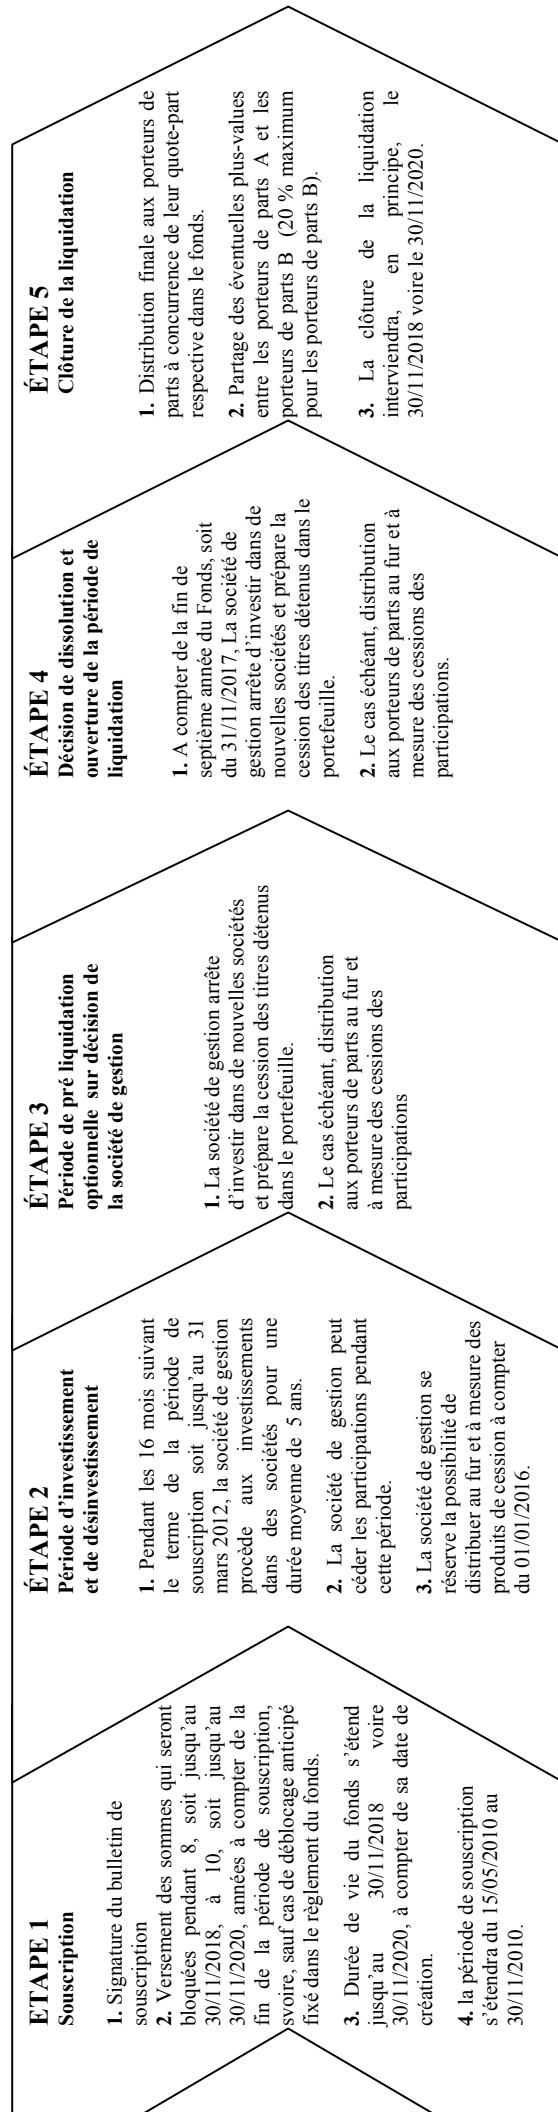 ETAPE 1
Souscription
1. Signature du bulletin de
souscription
2. Versement des sommes qui seront
bloquées pendant 8, soit jusqu'au
30/11/2018, à 10, soit jusqu'au
30/11/2020, années à compter de la
fin de la période de souscription,
svoire, sauf cas de déblocage anticipé
fixé dans le règlement du fonds.
3. Durée de vie du fonds s'étend
jusqu'au 30/11/2018 voire
30/11/2020, à compter de sa date de
création.
4. la période de souscription
s'étendra du 15/05/2010 au
30/11/2010.
ÉTAPE 2
Période d'investissement
et de désinvestissement
1. Pendant les 16 mois suivant
le terme de la période de
souscription soit jusqu'au 31
mars 2012, la société de gestion
procède aux investissements
dans des sociétés pour une
durée moyenne de 5 ans.
2. La société de gestion peut
céder les participations pendant
cette période.
3. La société de gestion se
réserve la possibilité de
distribuer au fur et à mesure des
produits de cession à compter
du 01/01/2016.
ÉTAPE 3
Période de pré liquidation
optionnelle sur décision de
la société de gestion
1. La société de gestion arrête
d'investir dans de nouvelles sociétés
et prépare la cession des titres détenus
dans le portefeuille.
2. Le cas échéant, distribution
aux porteurs de parts au fur et
à mesure des cessions des
participations
ÉTAPE 4
Décision de dissolution et
ouverture de la période de
liquidation
1. A compter de la fin de
septième année du Fonds, soit
du 31/11/2017, La société de
gestion arrête d'investir dans de
nouvelles sociétés et prépare la
cession des titres détenus dans le
portefeuille.
2. Le cas échéant, distribution
aux porteurs de parts au fur et à
mesure des cessions des
participations.
ÉTAPE 5
Clôture de la liquidation
1. Distribution finale aux porteurs de
parts à concurrence de leur quote-part
respective dans le fonds.
2. Partage des éventuelles plus-values
entre les porteurs de parts A et les
porteurs de parts B (20 % maximum
pour les porteurs de parts B).
3. La clôture de la liquidation
interviendra, en principe, le
30/11/2018 voire le 30/11/2020.